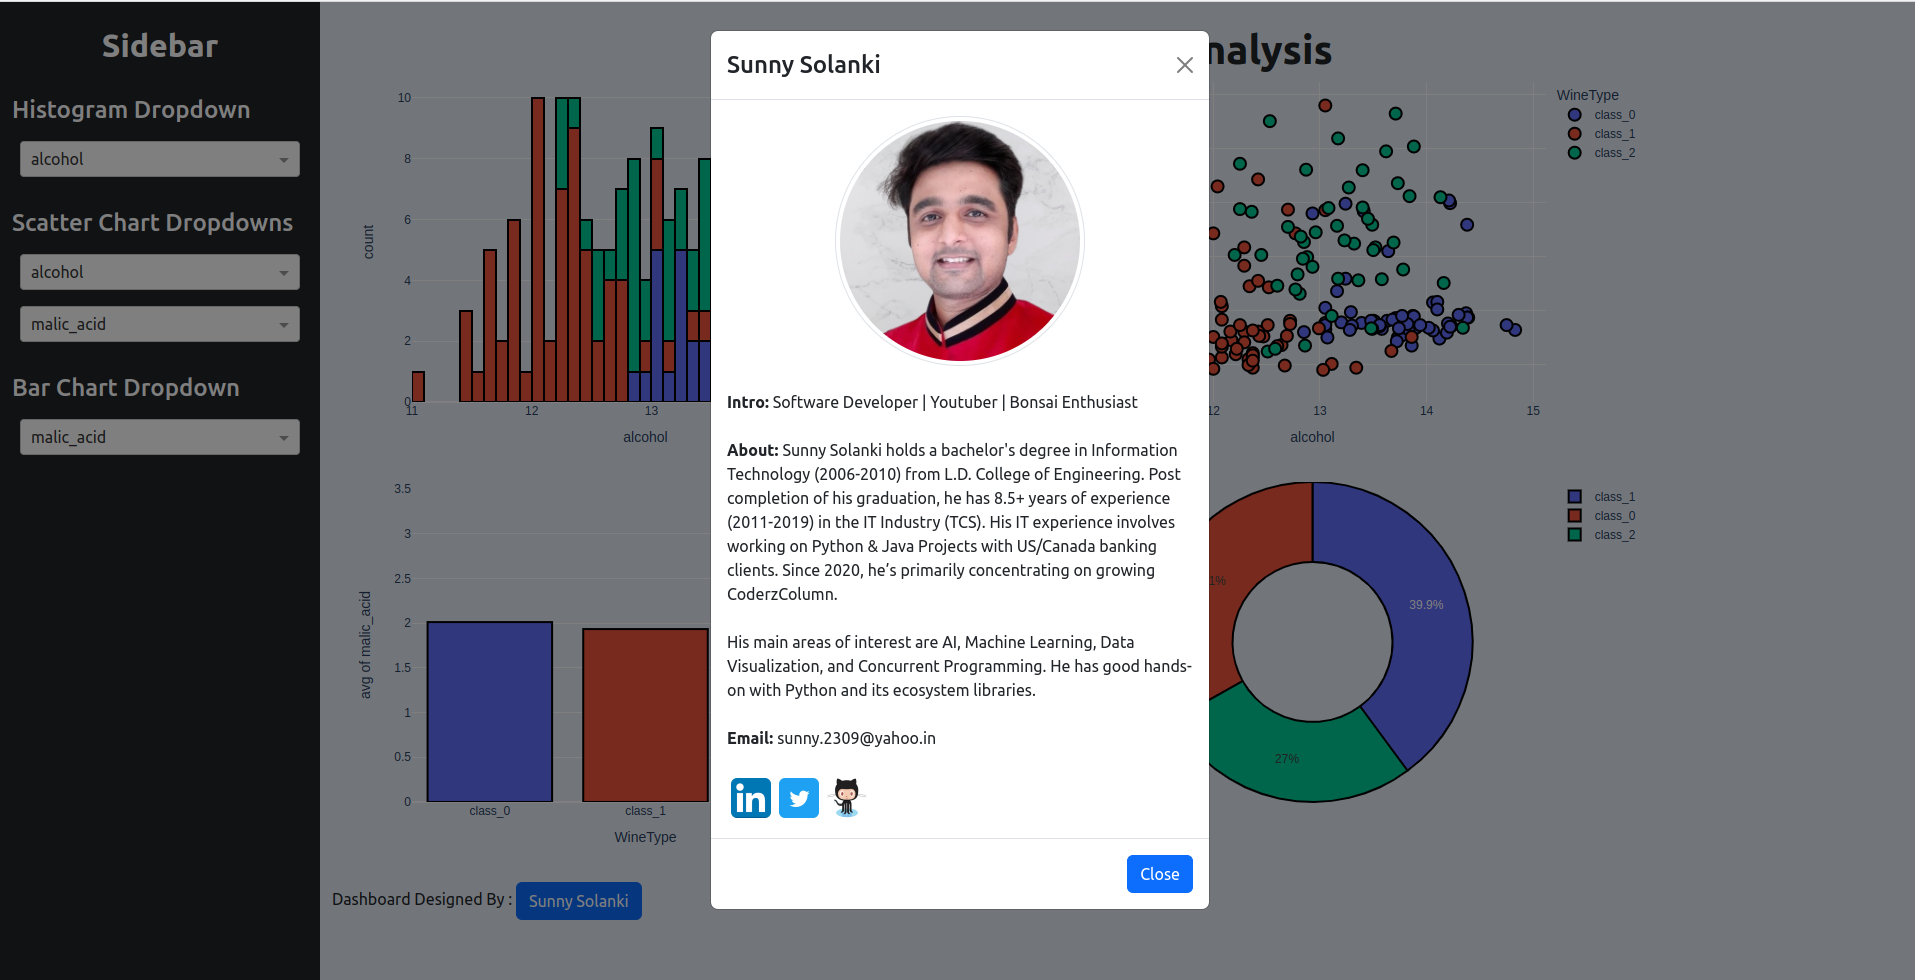 Sidebar
Histogram Dropdown
alcohol
Scatter Chart Dropdowns
alcohol
malic_acid
Bar Chart Dropdown
malic_acid
nalysis
10
8
6
4
2
0
count
11
12
13
alcohol
WineType
class_0
class_1
class_2
12
13
14
15
alcohol
3.5
3
2.5
2
1.5
1
0.5
0
avg of malic_acid
class_0
class_1
WineType
class_1
class_0
class_2
39.9%
1%
27%
Dashboard Designed By :
Sunny Solanki
Sunny Solanki
Intro: Software Developer | Youtuber | Bonsai Enthusiast
About: Sunny Solanki holds a bachelor's degree in Information
Technology (2006-2010) from L.D. College of Engineering. Post
completion of his graduation, he has 8.5+ years of experience
(2011-2019) in the IT Industry (TCS). His IT experience involves
working on Python & Java Projects with US/Canada banking
clients. Since 2020, he’s primarily concentrating on growing
CoderzColumn.
His main areas of interest are AI, Machine Learning, Data
Visualization, and Concurrent Programming. He has good hands-
on with Python and its ecosystem libraries.
Email: sunny.2309@yahoo.in
in
Close